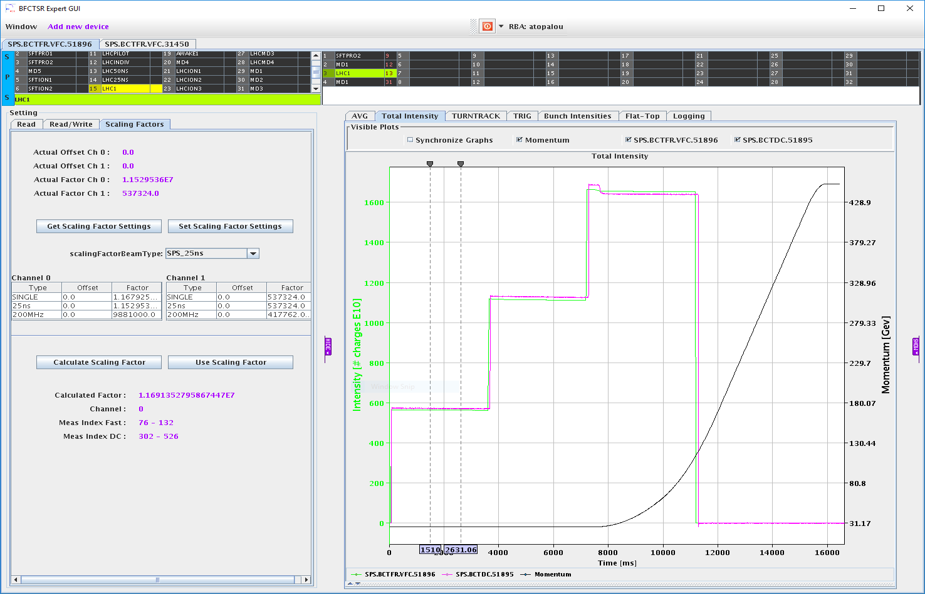 BFCTSR Expert GUI
Window Add new device
RBA: atopalou
SPS.BCTFR.VFC.51896 SPS.BCTFR.VFC.31450
2 SFTPRO1 11 LHCPILOT 19 AWAKE1 27 LHCMD3
3 SFTPRO2 12 LHCINDIV 20 MD4 28 LHCMD4
4 MD5 13 LHC50NS 21 LHCION1 29 MD1
5 SFTION1 14 LHC25NS 22 LHCION2 30 MD2
6 SFTION2 15 LHC1 23 LHCION3 31 MD3
S P S
LHC1
1 SFTPRO2 9 5 9 13 17 21 25 29
2 MD1 12 6 10 14 18 22 26 30
3 LHC1 13 7 11 15 19 23 27 31
4 MD1 31 8 12 16 20 24 28 32
Setting
Read Read/Write Scaling Factors
Actual Offset Ch 0 : 0.0
Actual Offset Ch 1 : 0.0
Actual Factor Ch 0 : 1.1529536E7
Actual Factor Ch 1 : 537324.0
Get Scaling Factor Settings Set Scaling Factor Settings
scalingFactorBeamType: SPS_25ns
Channel 0 Channel 1
Type Offset Factor Type Offset Factor
SINGLE 0.0 1.167925... SINGLE 0.0 537324.0
25ns 0.0 1.152953... 25ns 0.0 537324.0
200MHz 0.0 9881000.0 200MHz 0.0 417762.0...
Calculate Scaling Factor Use Scaling Factor
Calculated Factor : 1.1691352795867447E7
Channel : 0
Meas Index Fast : 76 - 132
Meas Index DC : 302 - 526
AVG Total Intensity TURNTRACK TRIG Bunch Intensities Flat-Top Logging
Visible Plots
Synchronize Graphs Momentum SPS.BCTFR.VFC.51896 SPS.BCTDC.51895
Total Intensity
Intensity [# charges E10]
1600
1400
1200
1000
800
600
400
200
0
428.9
379.27
328.96
279.33
229.7
180.07
130.44
80.8
31.17
Momentum [Gev]
0 1510. 2631.06 4000 6000 8000 10000 12000 14000 16000
Time [ms]
SPS.BCTFR.VFC.51896 SPS.BCTDC.51895 Momentum